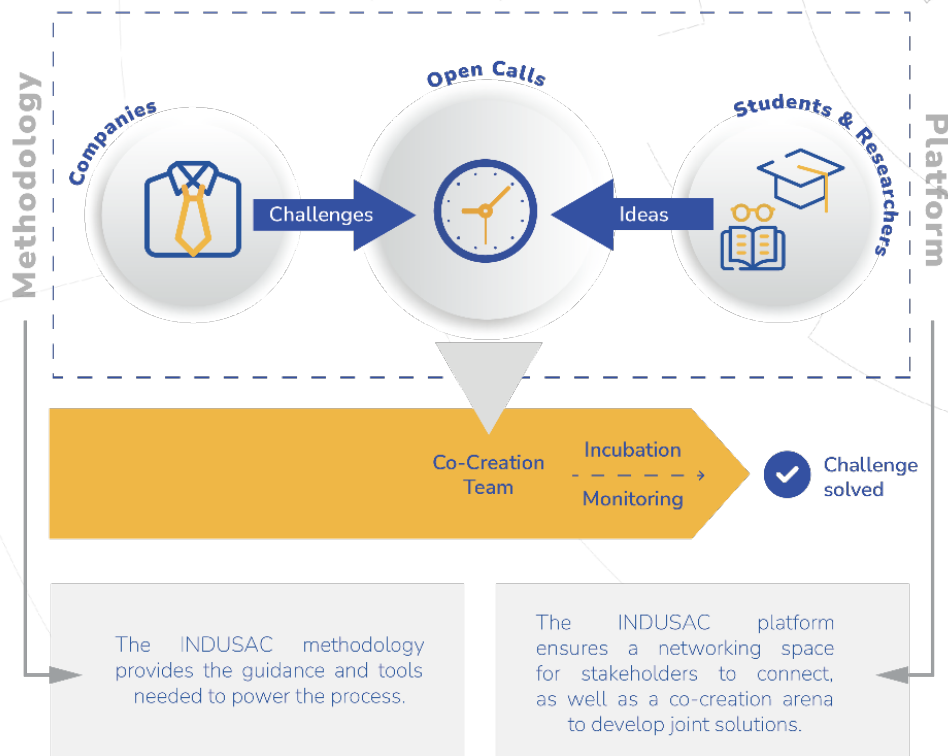 Methodology
Companies
Open Calls
Students & Researchers
Platform
Challenges
Ideas
Co-Creation
Team
Incubation
Monitoring
Challenge
solved
The INDUSAC methodology
provides the guidance and tools
needed to power the process.
The INDUSAC platform
ensures a networking space
for stakeholders to connect,
as well as a co-creation arena
to develop joint solutions.